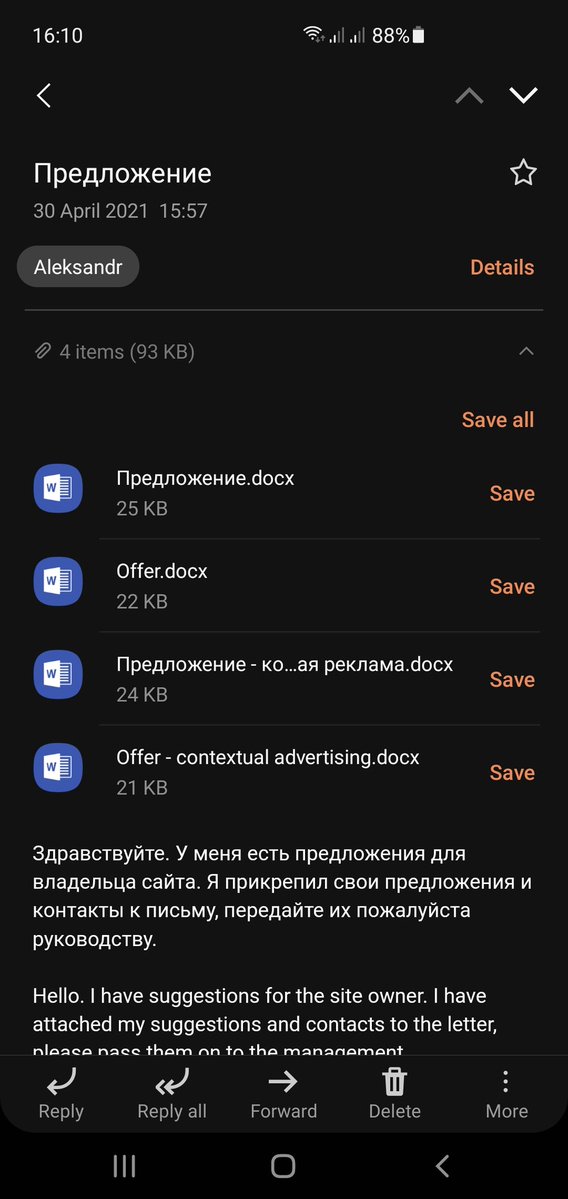 16:10
88%
Предложение
30 April 2021 15:57
Aleksandr
Details
4 items (93 KB)
Save all
Предложение.docx
25 KB
Save
Offer.docx
22 KB
Save
Предложение - ко...ая реклама.docx
24 KB
Save
Offer - contextual advertising.docx
21 KB
Save
Здравствуйте. У меня есть предложения для
владельца сайта. Я прикрепил свои предложения и
контакты к письму, передайте их пожалуйста
руководству.
Hello. I have suggestions for the site owner. I have
attached my suggestions and contacts to the letter,
please pass them on to the management
Reply
Reply all
Forward
Delete
More